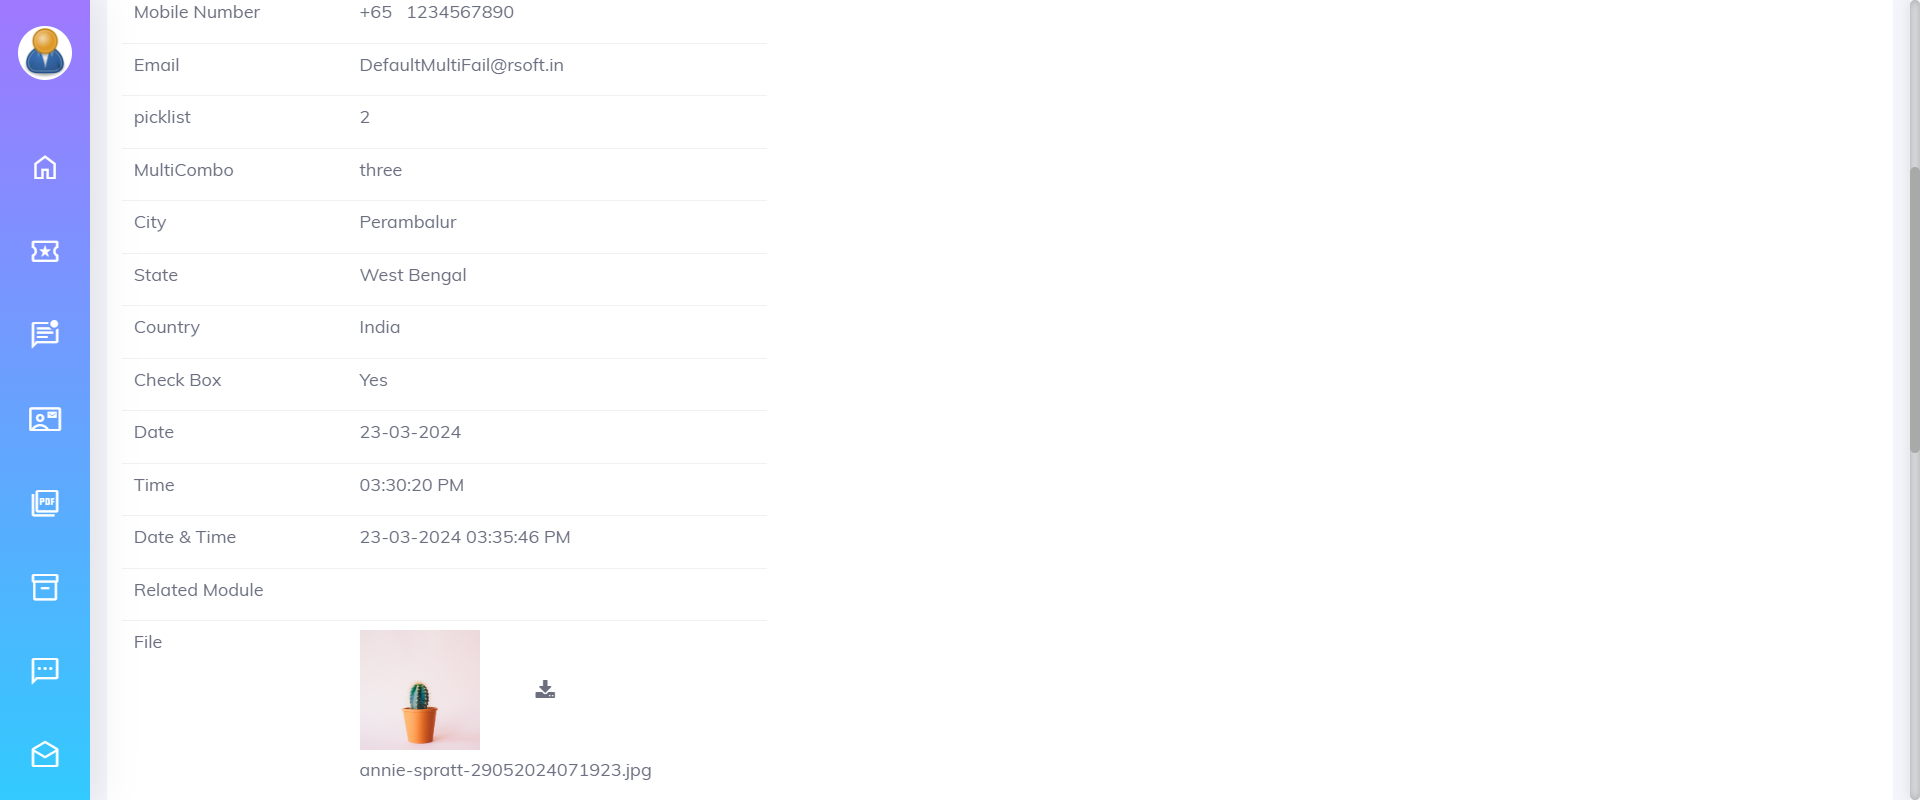 Mobile Number +65 1234567890
Email DefaultMultiFail@rsoft.in
picklist 2
MultiCombo three
City Perambalur
State West Bengal
Country India
Check Box Yes
Date 23-03-2024
Time 03:30:20 PM
Date & Time 23-03-2024 03:35:46 PM
PDF
Related Module
File
annie-spratt-29052024071923.jpg